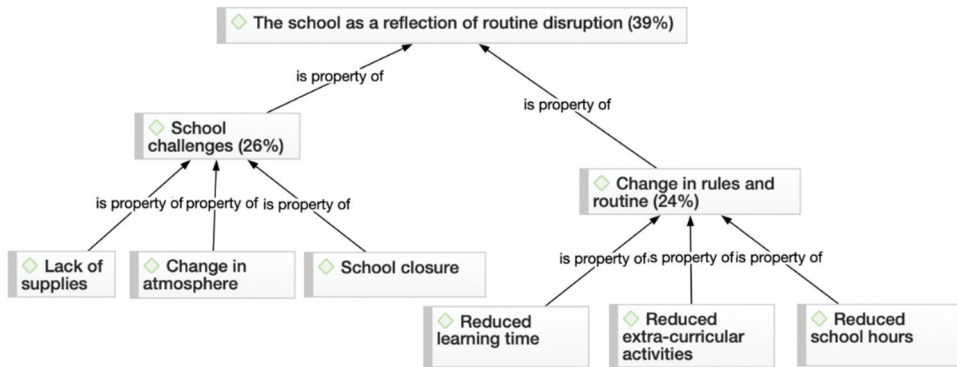 The school as a reflection of routine disruption (39%)
is property of
is property of
School
challenges (26%)
Change in rules and
routine (24%)
is property of property of is property of
Lack of
supplies
Change in
atmosphere
School closure
is property of is property of is property of
Reduced
learning time
Reduced
extra-curricular
activities
Reduced
school hours